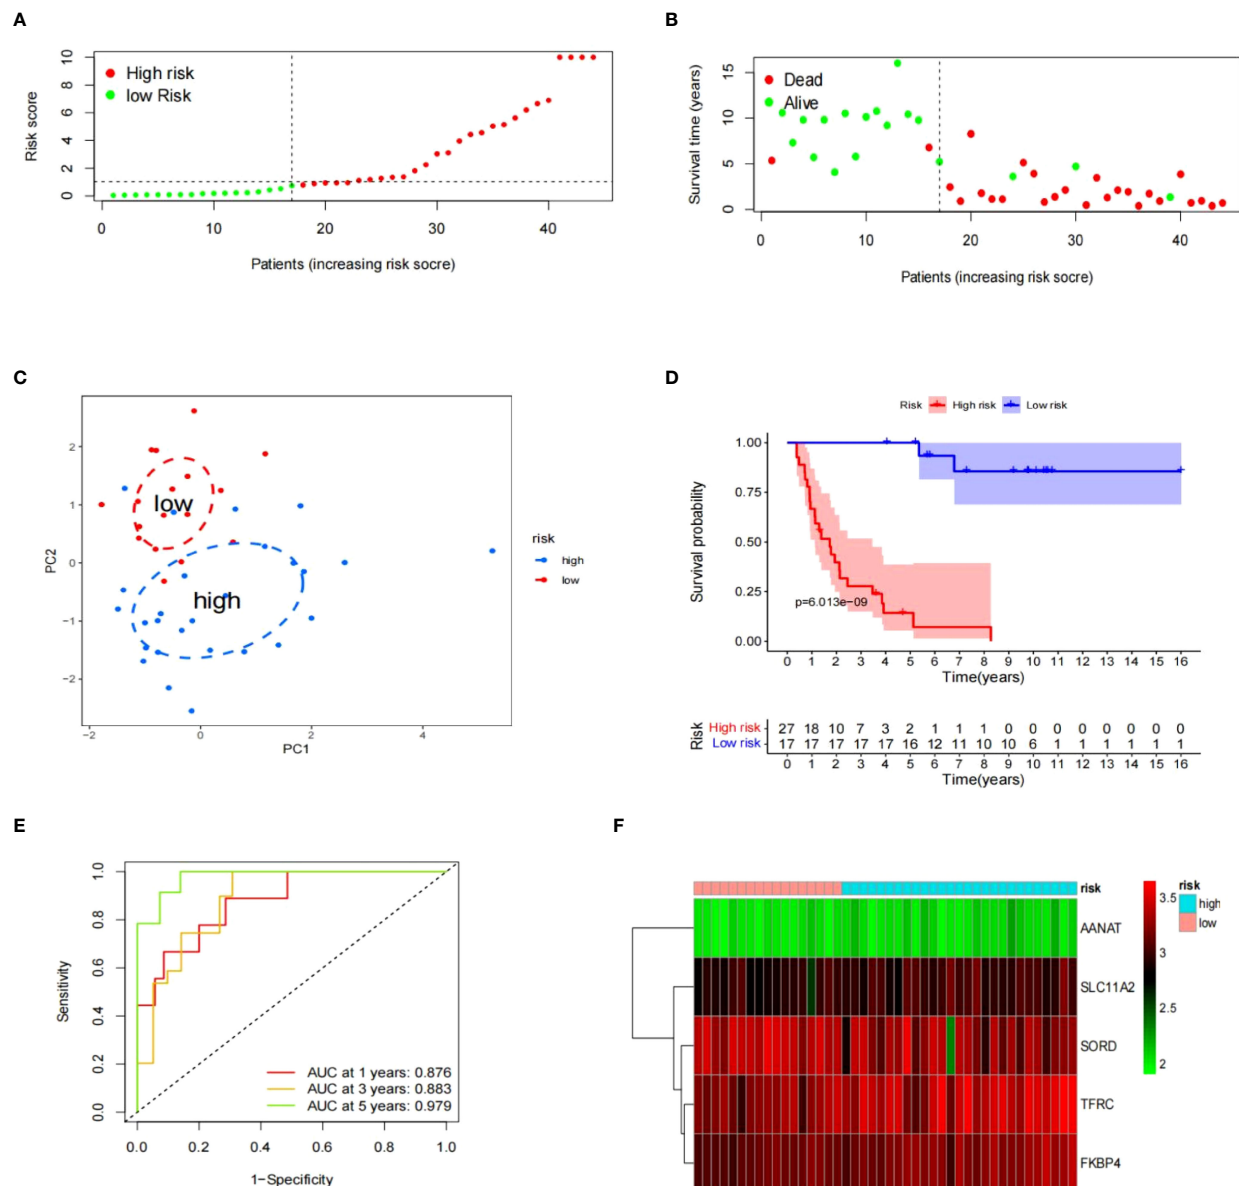 A
10
8
6
4
2
0
Risk score
High risk
low Risk
0 10 20 30 40
Patients (increasing risk socre)
B
15
10
5
0
Survival time (years)
Dead
Alive
0 10 20 30 40
Patients (increasing risk socre)
C
2
1
0
−1
−2
PC2
low
high
−2 0 2 4
PC1
risk
high
low
D
Risk High risk Low risk
1.00
0.75
0.50
0.25
0.00
Survival probability
p=6.013e−09
0 1 2 3 4 5 6 7 8 9 10 11 12 13 14 15 16
Time(years)
Risk
High risk 27 18 10 7 3 2 1 1 1 0 0 0 0 0 0 0 0
Low risk 17 17 17 17 17 16 12 11 10 10 6 1 1 1 1 1 1
0 1 2 3 4 5 6 7 8 9 10 11 12 13 14 15 16
Time(years)
E
1.0
0.8
0.6
0.4
0.2
0.0
Sensitivity
AUC at 1 years: 0.876
AUC at 3 years: 0.883
AUC at 5 years: 0.979
0.0 0.2 0.4 0.6 0.8 1.0
1−Specificity
F
risk
AANAT
SLC11A2
SORD
TFRC
FKBP4
3.5
3
2.5
2
risk
high
low